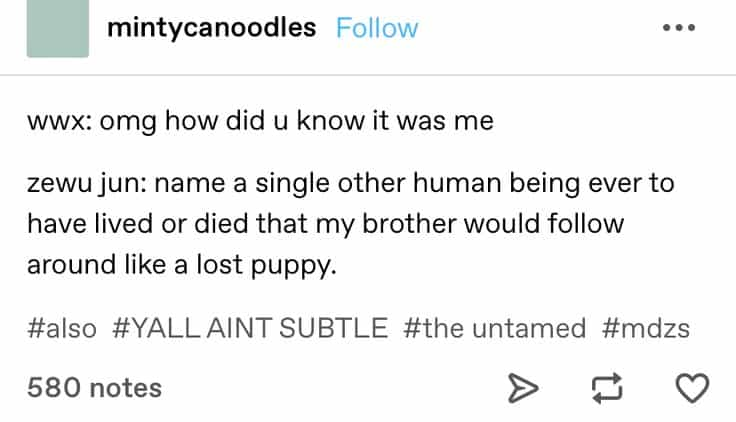 mintycanoodles Follow
wwx: omg how did u know it was me
zewu jun: name a single other human being ever to
have lived or died that my brother would follow
around like a lost puppy.
#also #YALL AINT SUBTLE #the untamed #mdzs
580 notes